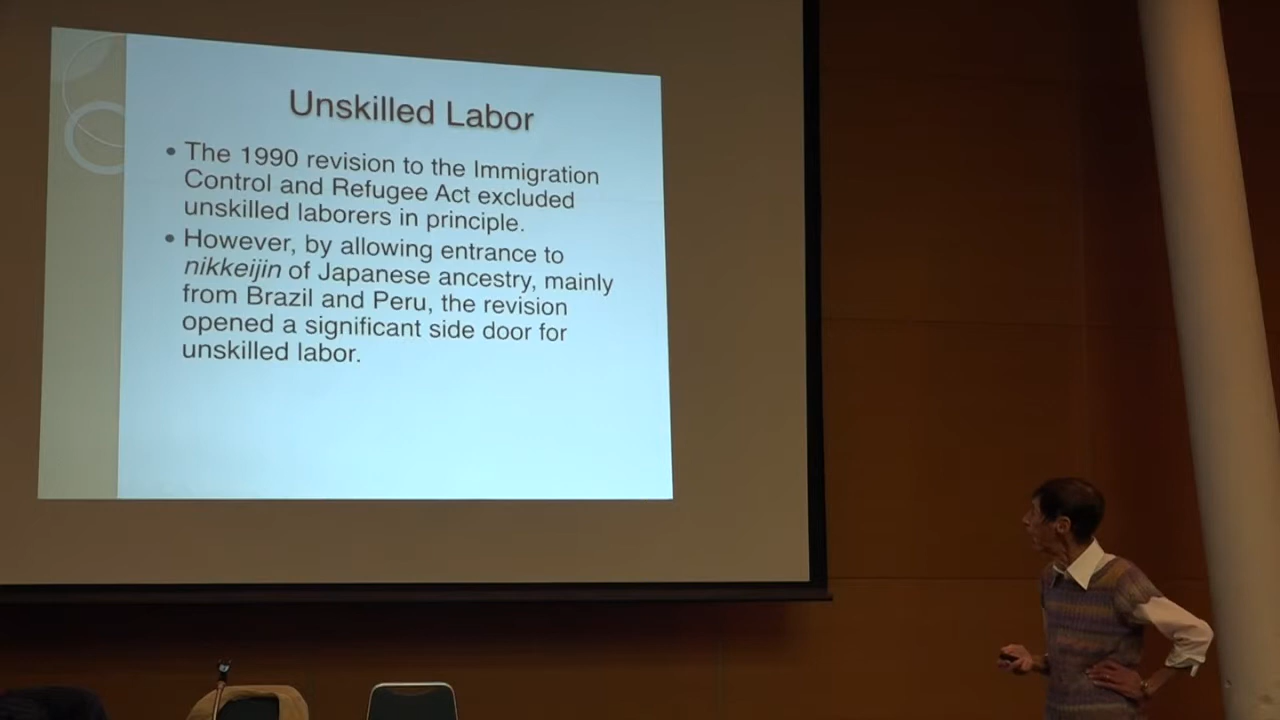 Unskilled Labor
• The 1990 revision to the Immigration
Control and Refugee Act excluded
unskilled laborers in principle.
• However, by allowing entrance to
nikkeijin of Japanese ancestry, mainly
from Brazil and Peru, the revision
opened a significant side door for
unskilled labor.